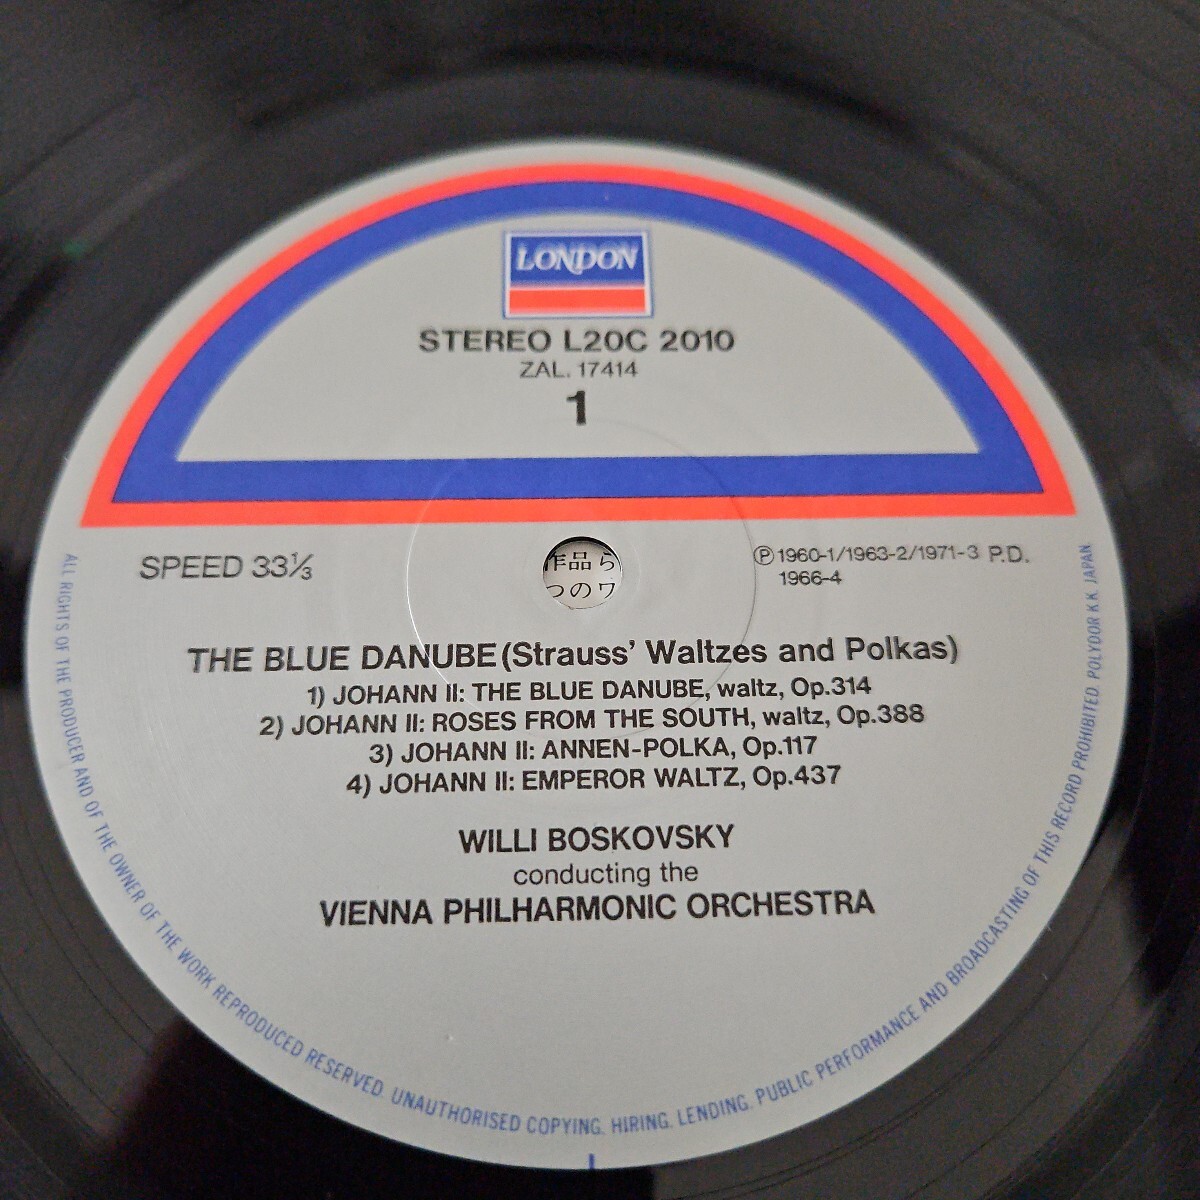 LONDON
STEREO L20C 2010
ZAL. 17414
1
SPEED 33⅓
Ⓟ1960-1/1963-2/1971-3 P.D.
1966-4
作品ら
つのワ
THE BLUE DANUBE (Strauss' Waltzes and Polkas)
1) JOHANN II: THE BLUE DANUBE, waltz, Op.314
2) JOHANN II: ROSES FROM THE SOUTH, waltz, Op.388
3) JOHANN II: ANNEN-POLKA, Op.117
4) JOHANN II: EMPEROR WALTZ, Op.437
WILLI BOSKOVSKY
conducting the
VIENNA PHILHARMONIC ORCHESTRA
ALL RIGHTS OF THE PRODUCER AND OF THE OWNER OF THE WORK REPRODUCED RESERVED. UNAUTHORISED COPYING. HIRING. LENDING. PUBLIC PERFORMANCE AND BROADCASTING OF THIS RECORD PROHIBITED. POLYDOR K.K. JAPAN.